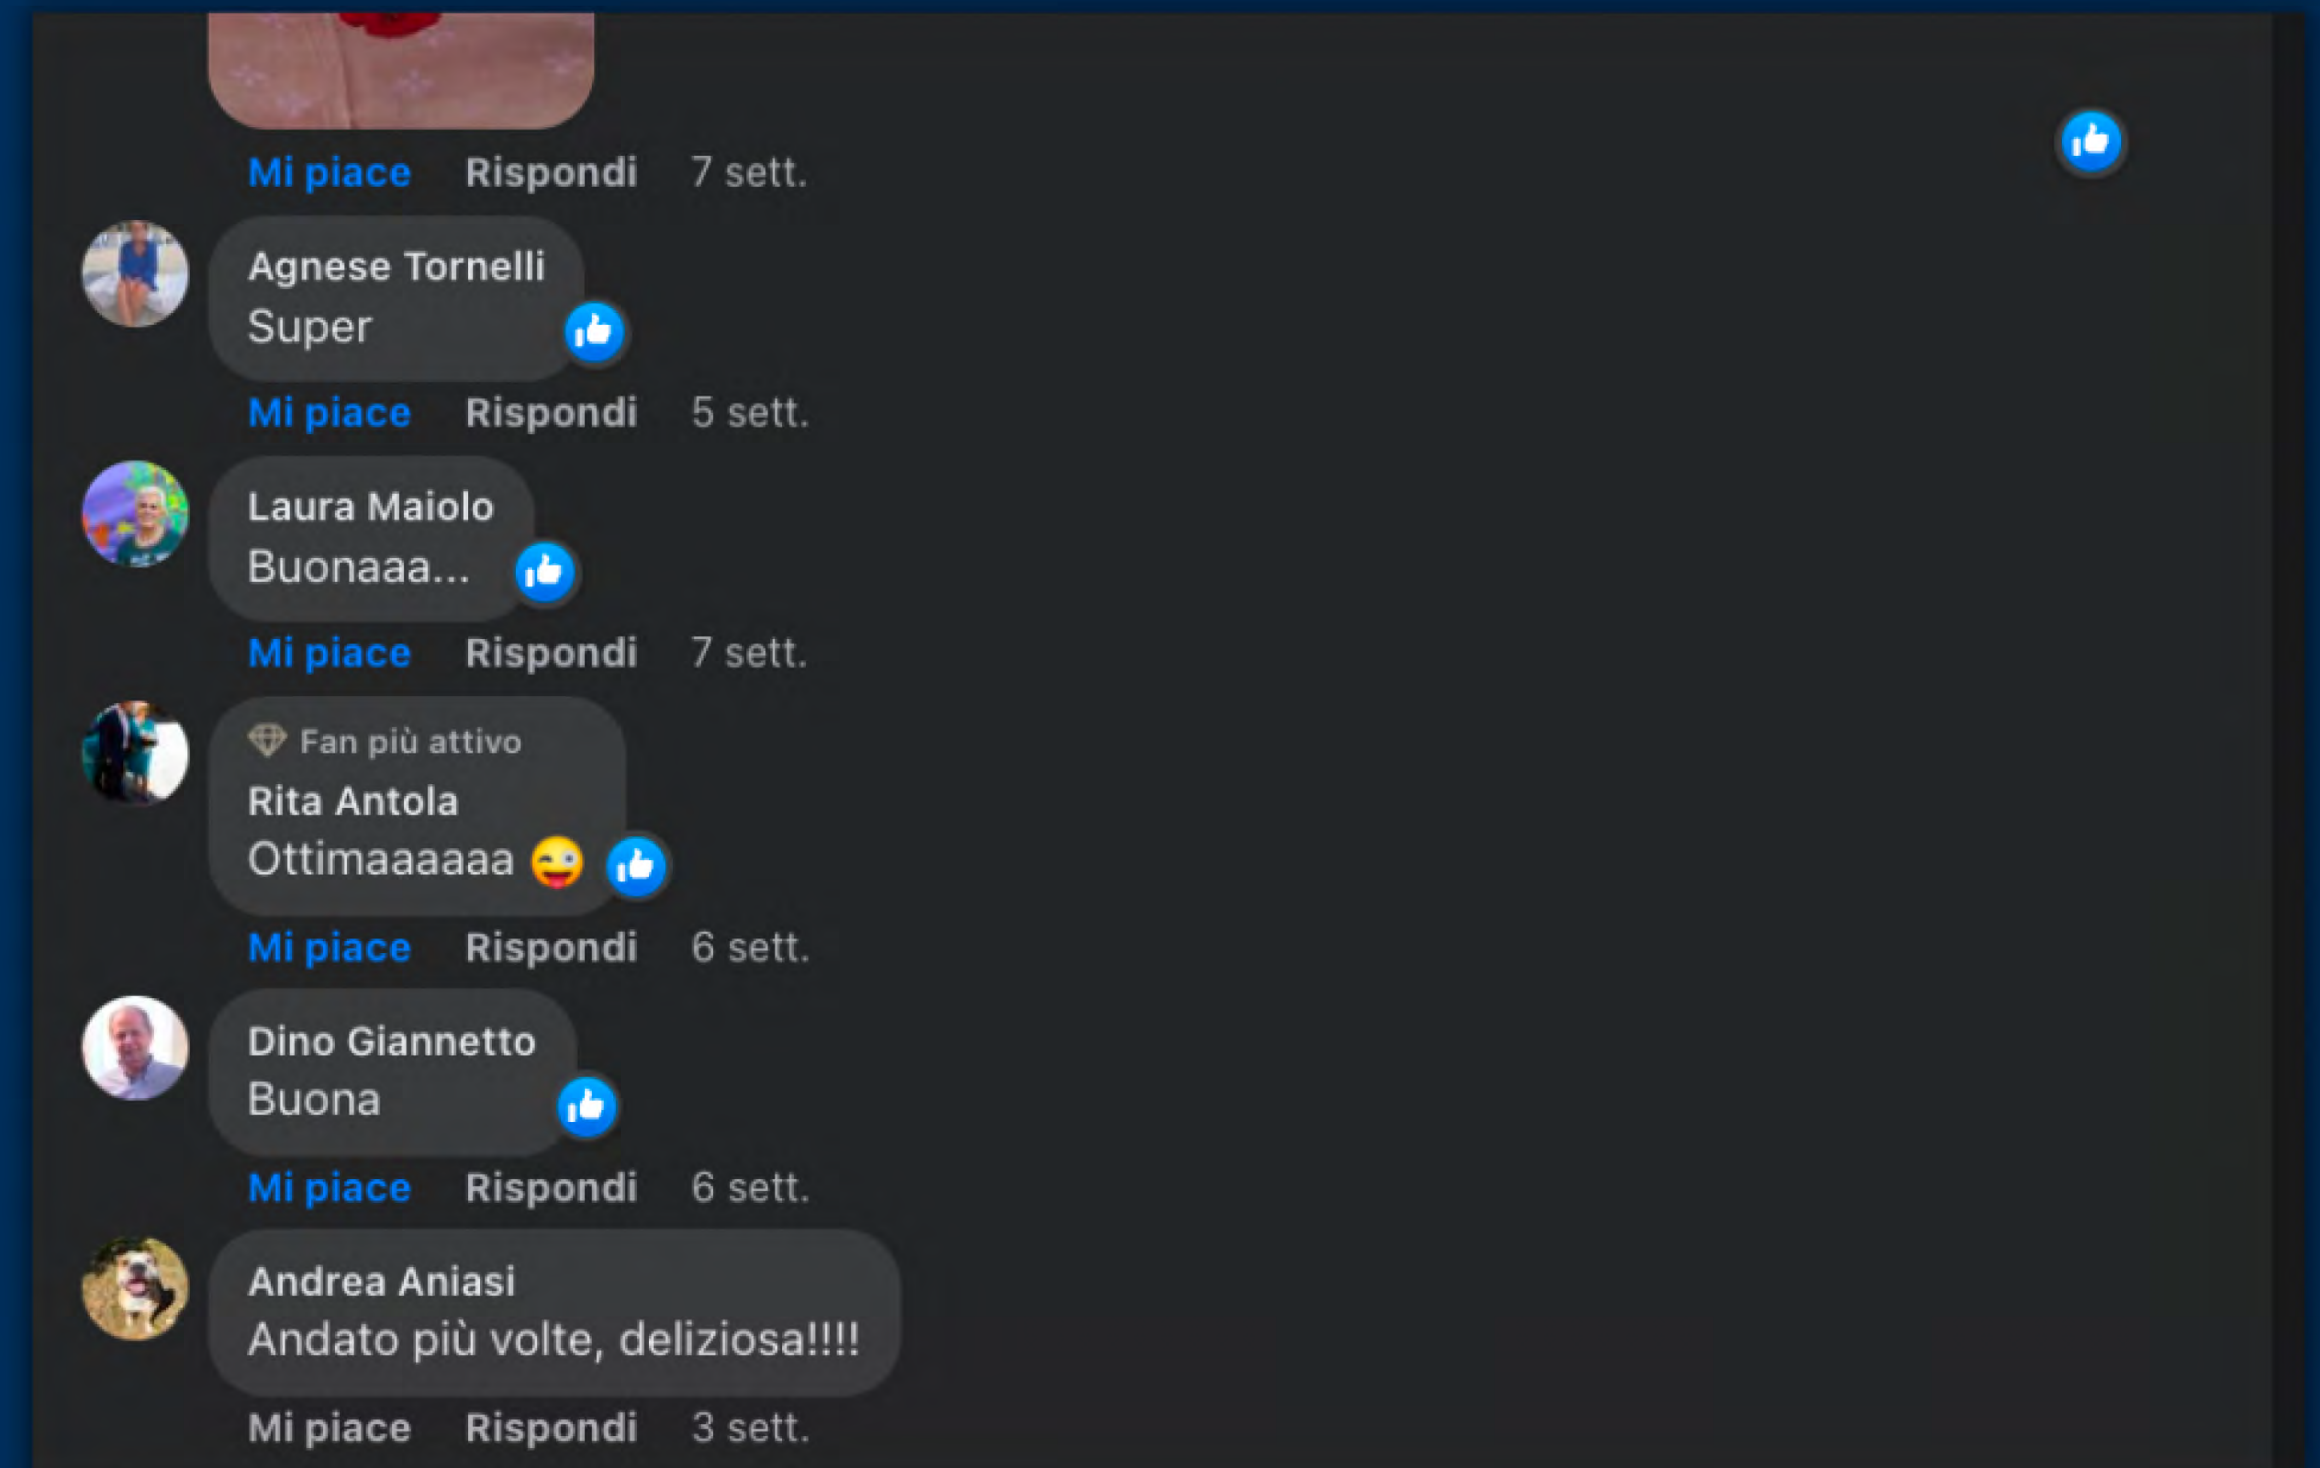 Mi piace Rispondi 7 sett.
Agnese Tornelli
Super
Mi piace Rispondi 5 sett.
Laura Maiolo
Buonaaa...
Mi piace Rispondi 7 sett.
Fan più attivo
Rita Antola
Ottimaaaaaa 😜
Mi piace Rispondi 6 sett.
Dino Giannetto
Buona
Mi piace Rispondi 6 sett.
Andrea Aniasi
Andato più volte, deliziosa!!!!
Mi piace Rispondi 3 sett.